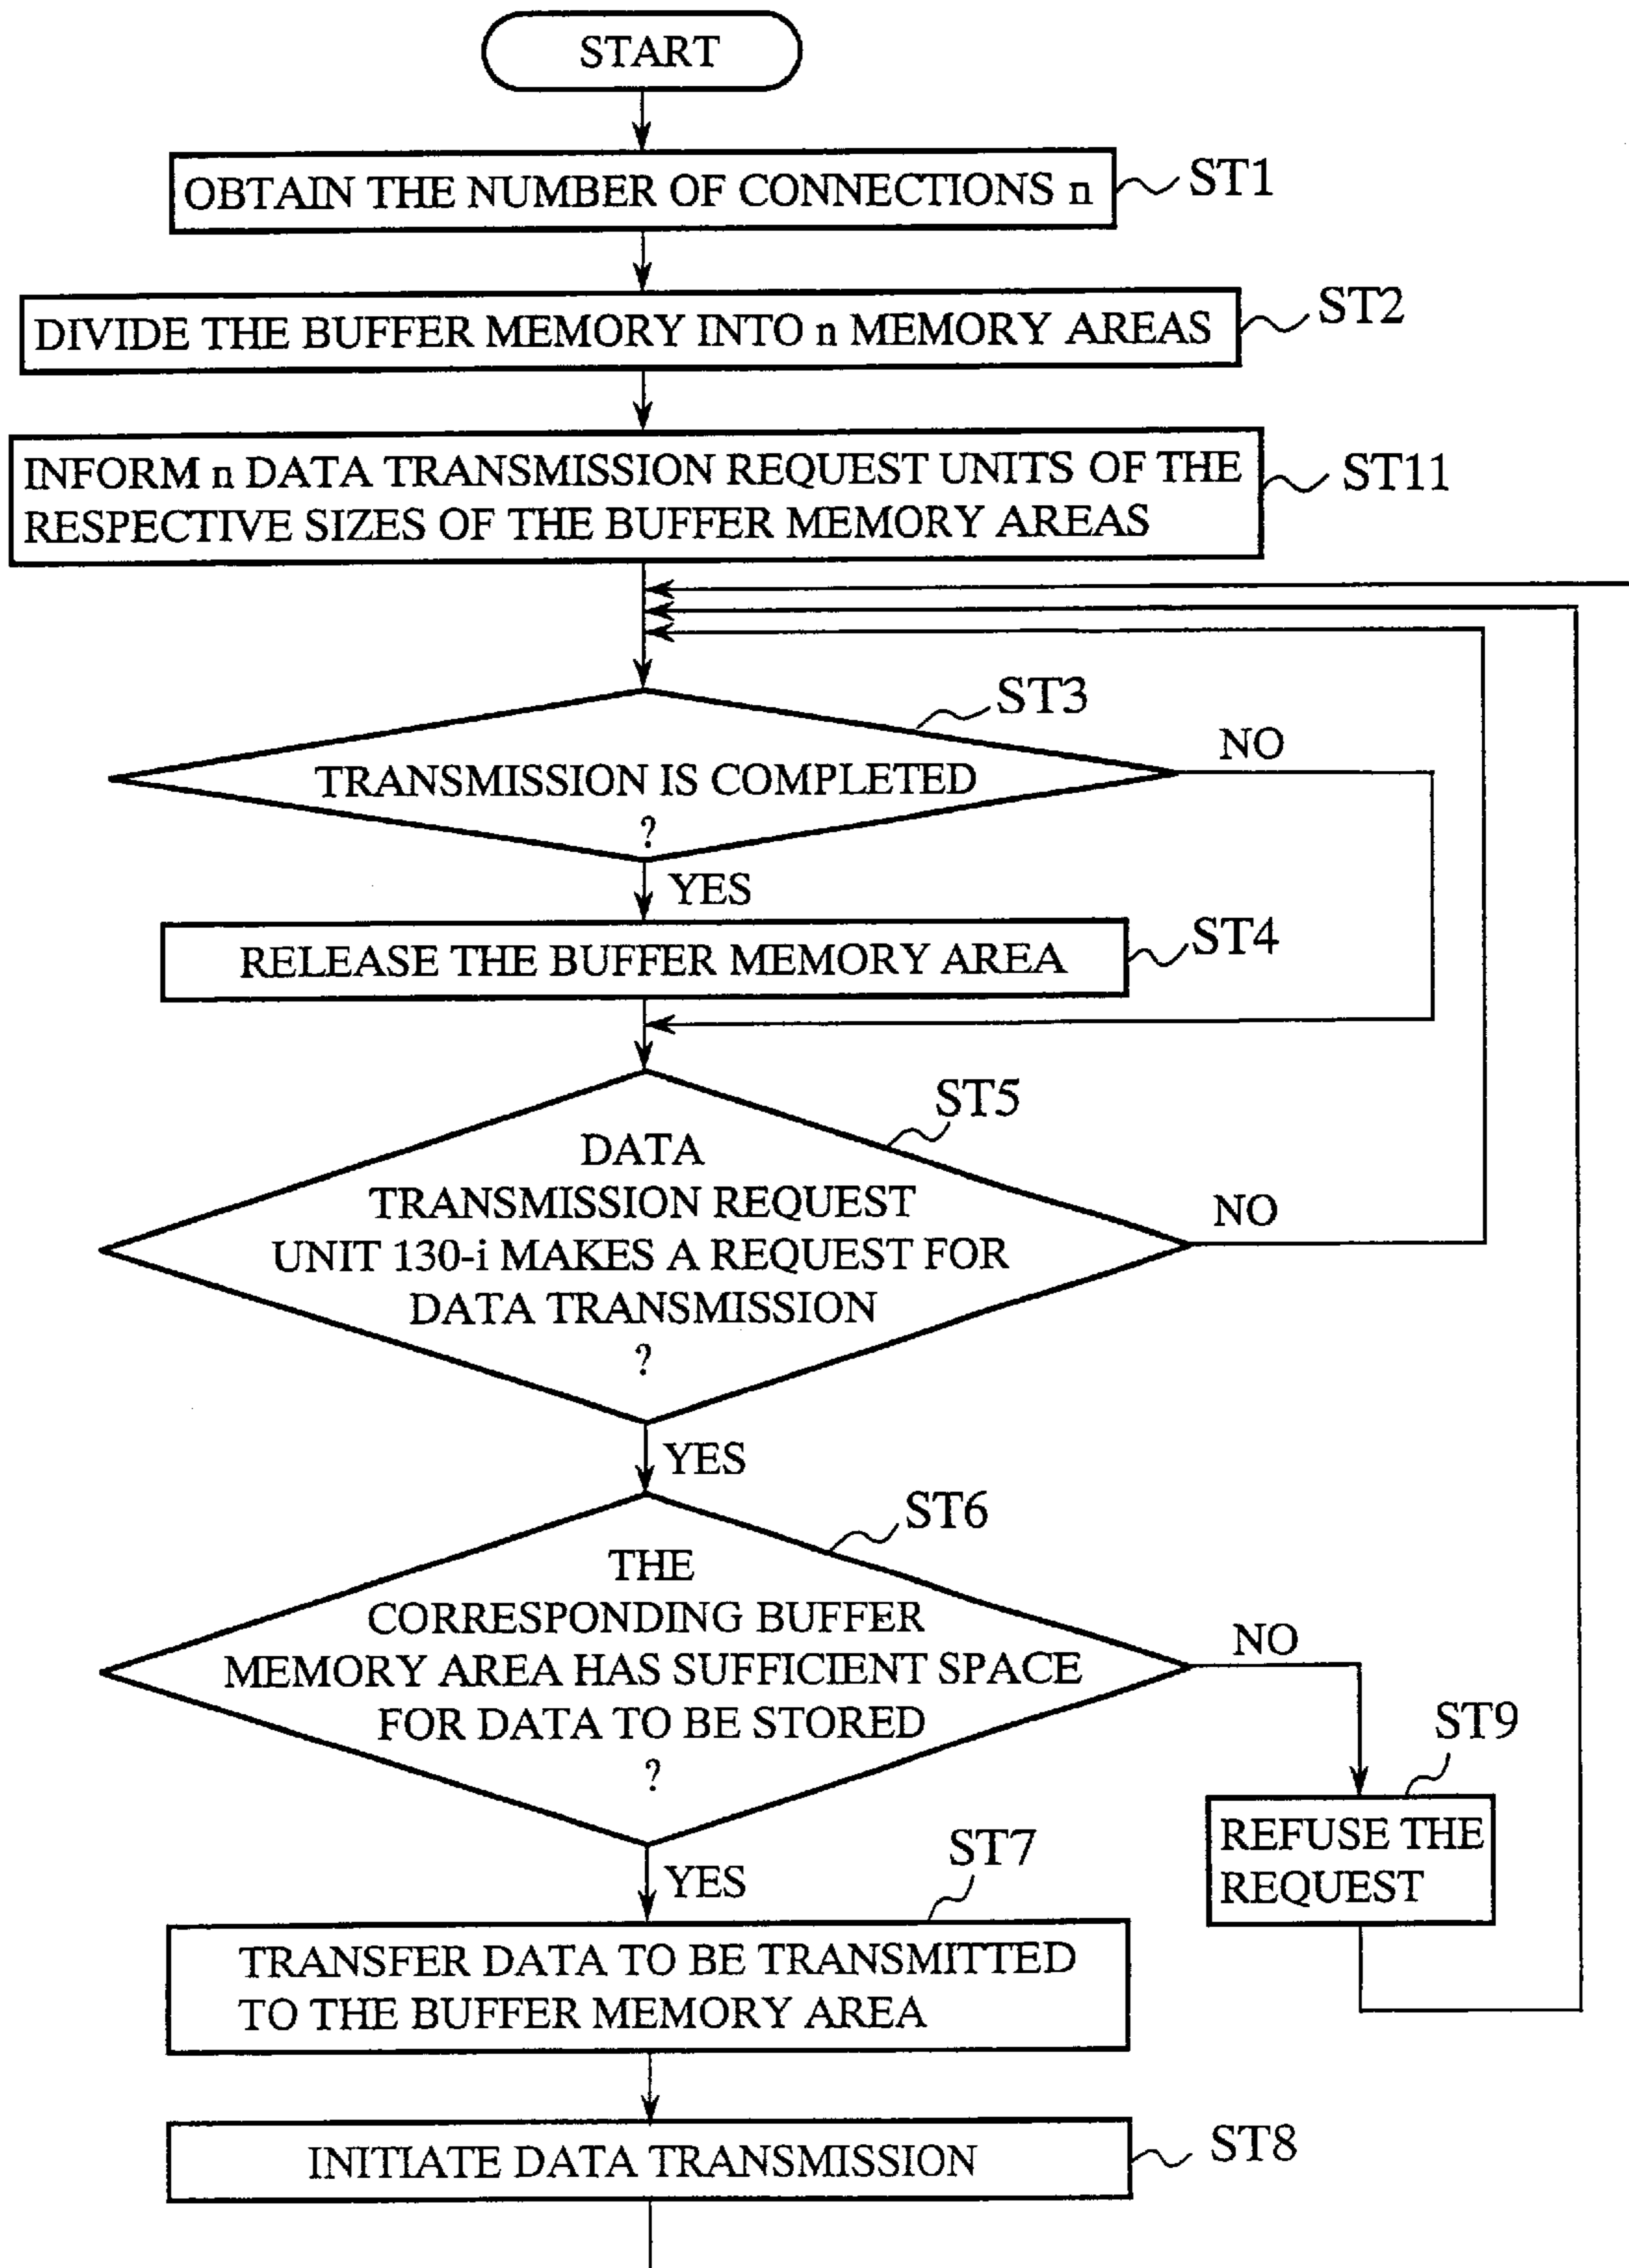 START
OBTAIN THE NUMBER OF CONNECTIONS n
ST1
DIVIDE THE BUFFER MEMORY INTO n MEMORY AREAS
ST2
INFORM n DATA TRANSMISSION REQUEST UNITS OF THE
RESPECTIVE SIZES OF THE BUFFER MEMORY AREAS
ST11
ST3
TRANSMISSION IS COMPLETED
?
NO
YES
RELEASE THE BUFFER MEMORY AREA
ST4
ST5
DATA
TRANSMISSION REQUEST
UNIT 130-i MAKES A REQUEST FOR
DATA TRANSMISSION
?
NO
YES
ST6
THE
CORRESPONDING BUFFER
MEMORY AREA HAS SUFFICIENT SPACE
FOR DATA TO BE STORED
?
NO
ST9
REFUSE THE
REQUEST
YES
ST7
TRANSFER DATA TO BE TRANSMITTED
TO THE BUFFER MEMORY AREA
INITIATE DATA TRANSMISSION
ST8